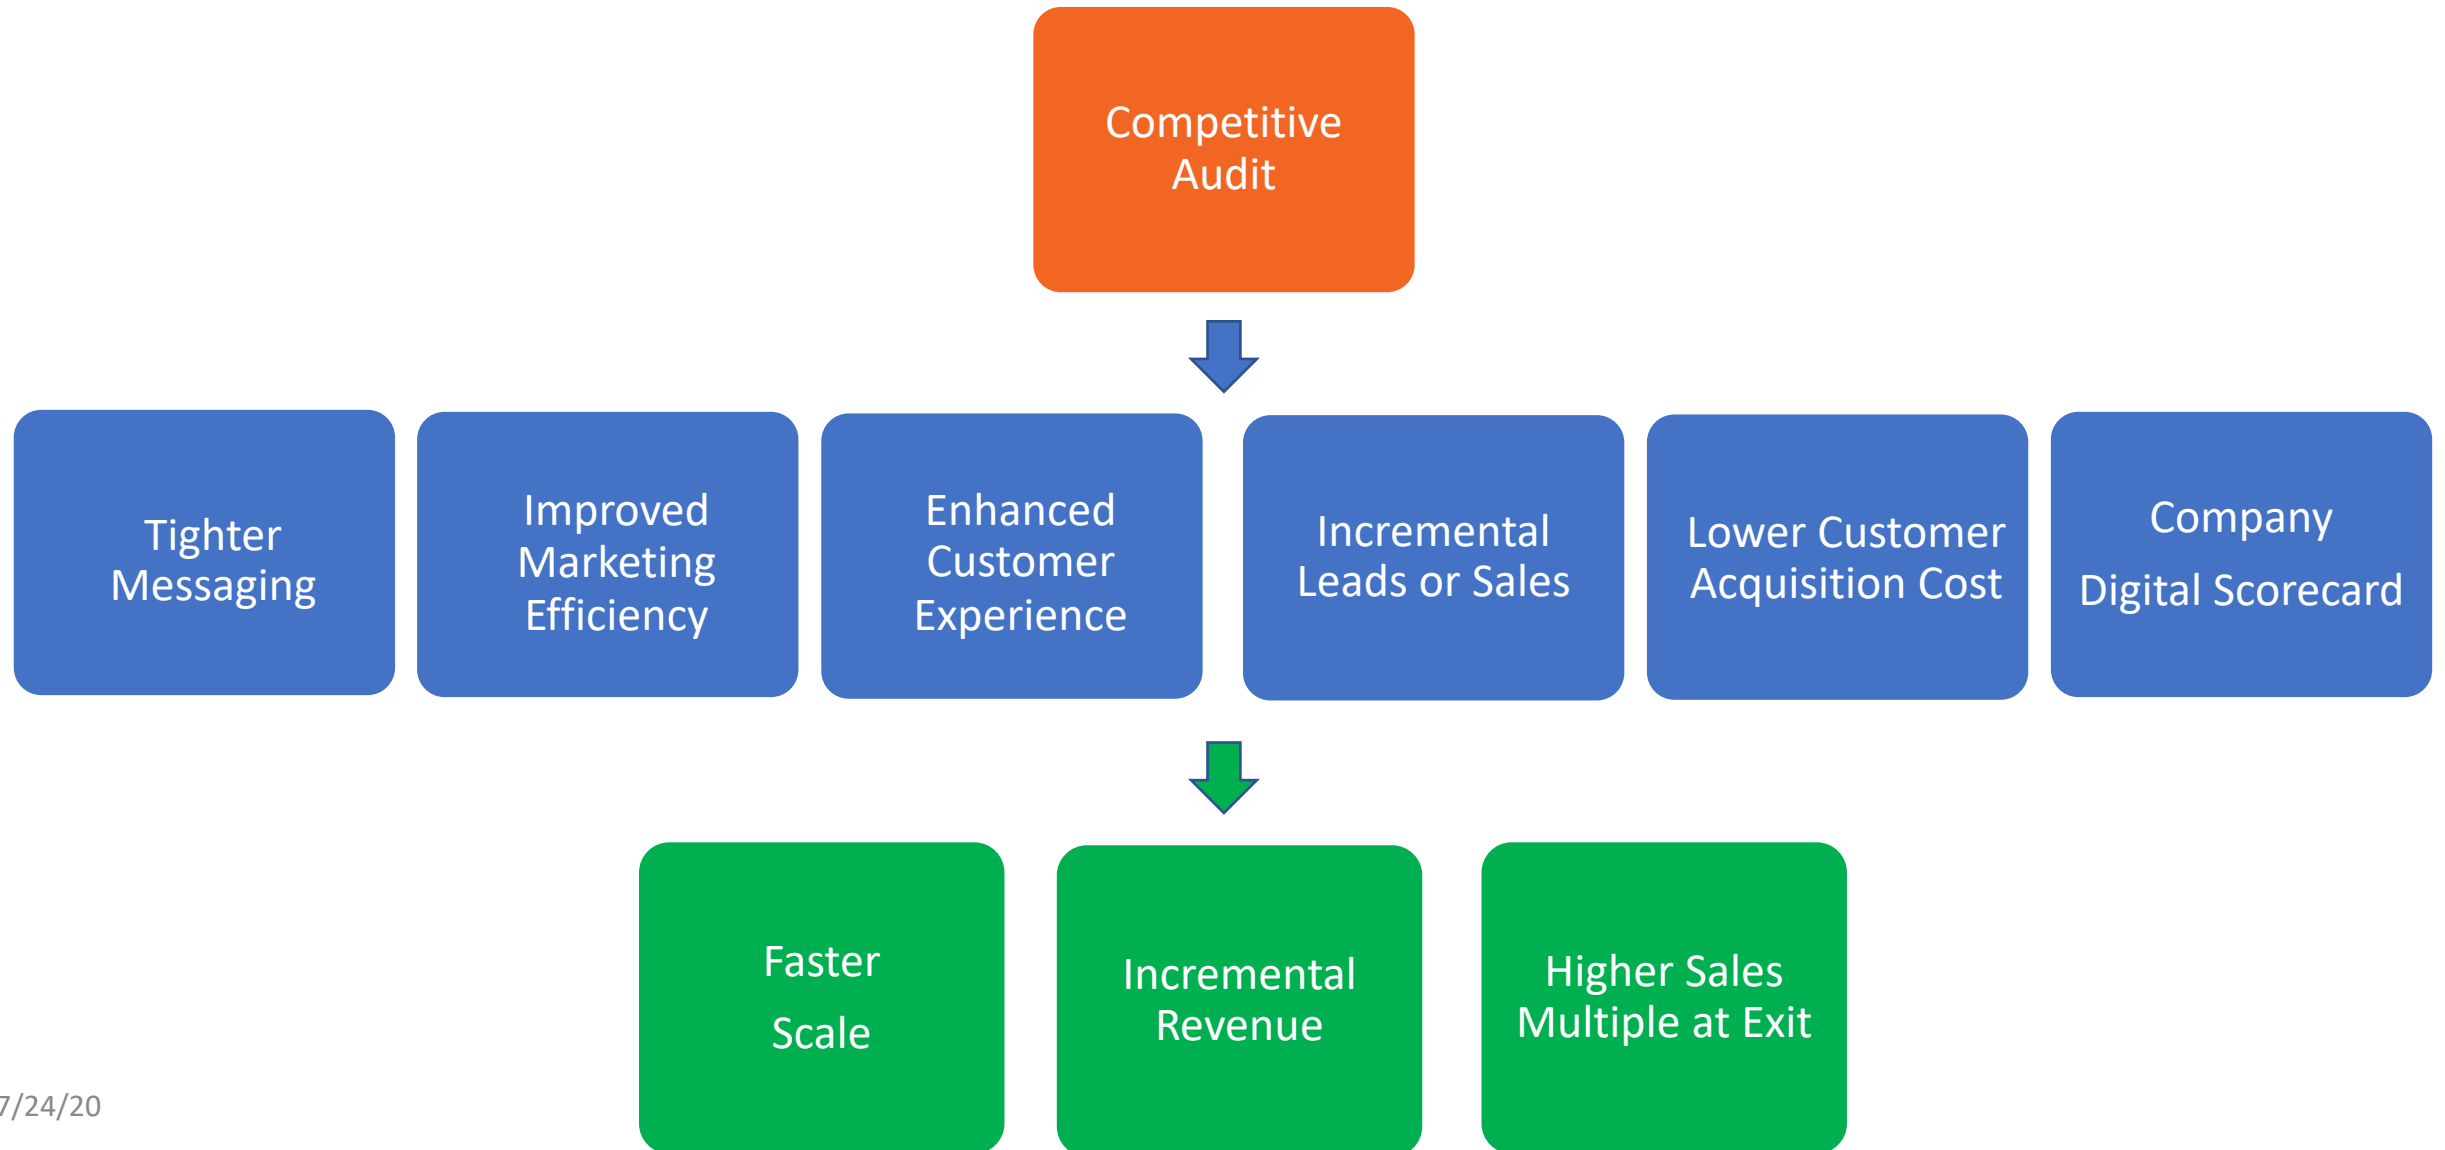 Competitive
Audit
Tighter
Messaging
Improved
Marketing
Efficiency
Enhanced
Customer
Experience
Incremental
Leads or Sales
Lower Customer
Acquisition Cost
Company
Digital Scorecard
Faster
Scale
Incremental
Revenue
Higher Sales
Multiple at Exit
7/24/20